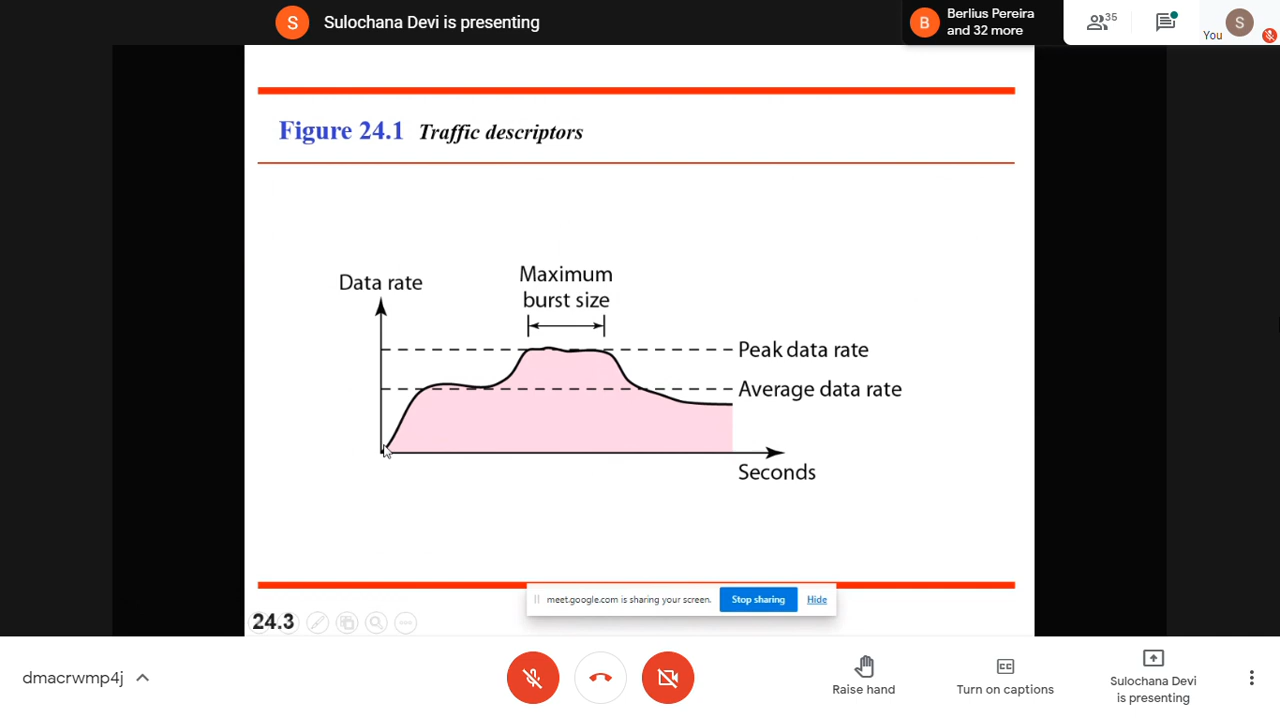 S Sulochana Devi is presenting
B Berlius Pereira
and 32 more
35
You
S
Figure 24.1 Traffic descriptors
Data rate
Maximum
burst size
Peak data rate
Average data rate
Seconds
meet.google.com is sharing your screen. Stop sharing Hide
24.3
dmacrwmp4j
Raise hand
CC
Turn on captions
Sulochana Devi
is presenting